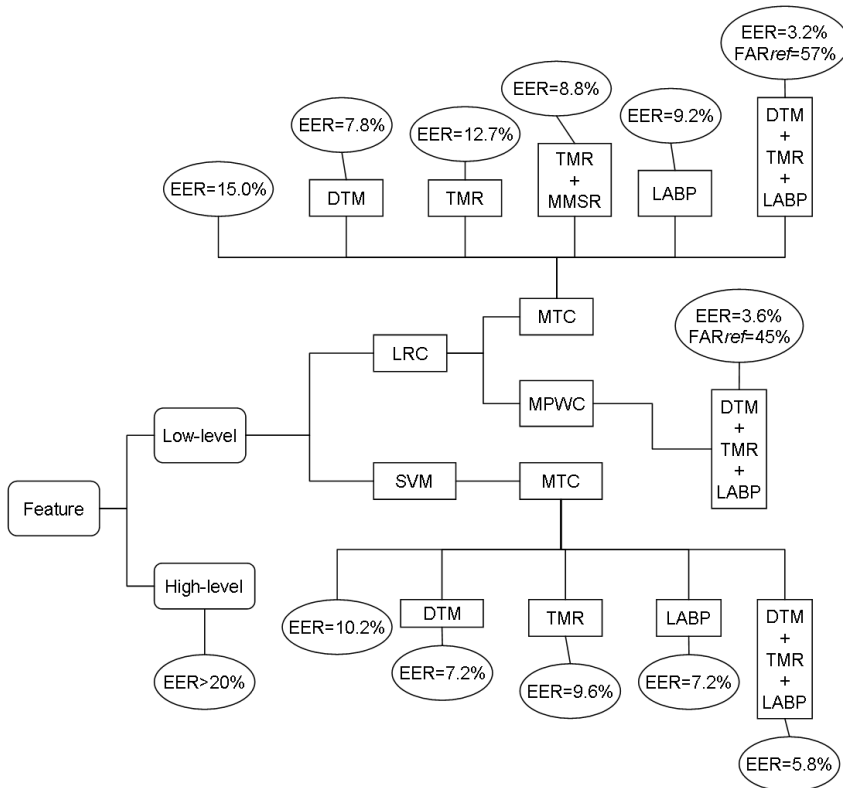 EER=3.2%
FARref=57%
EER=8.8%
EER=7.8%
EER=12.7%
EER=9.2%
EER=15.0%
DTM
TMR
TMR
+
MMSR
LABP
DTM
+
TMR
+
LABP
MTC
EER=3.6%
FARref=45%
LRC
MPWC
DTM
+
TMR
+
LABP
Low-level
SVM
MTC
Feature
High-level
EER>20%
EER=10.2%
DTM
EER=7.2%
TMR
EER=9.6%
LABP
EER=7.2%
DTM
+
TMR
+
LABP
EER=5.8%